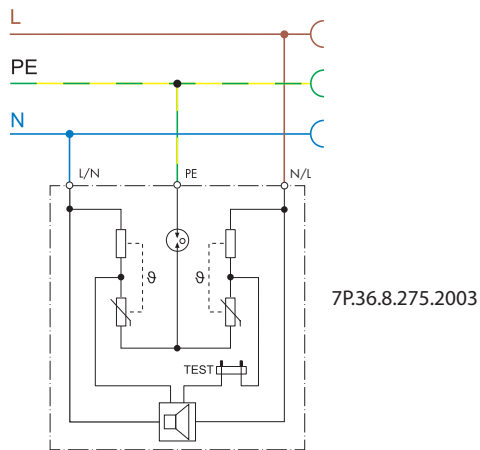 L
PE
N
L/N PE N/L
ϑ ϑ
7P.36.8.275.2003
TEST